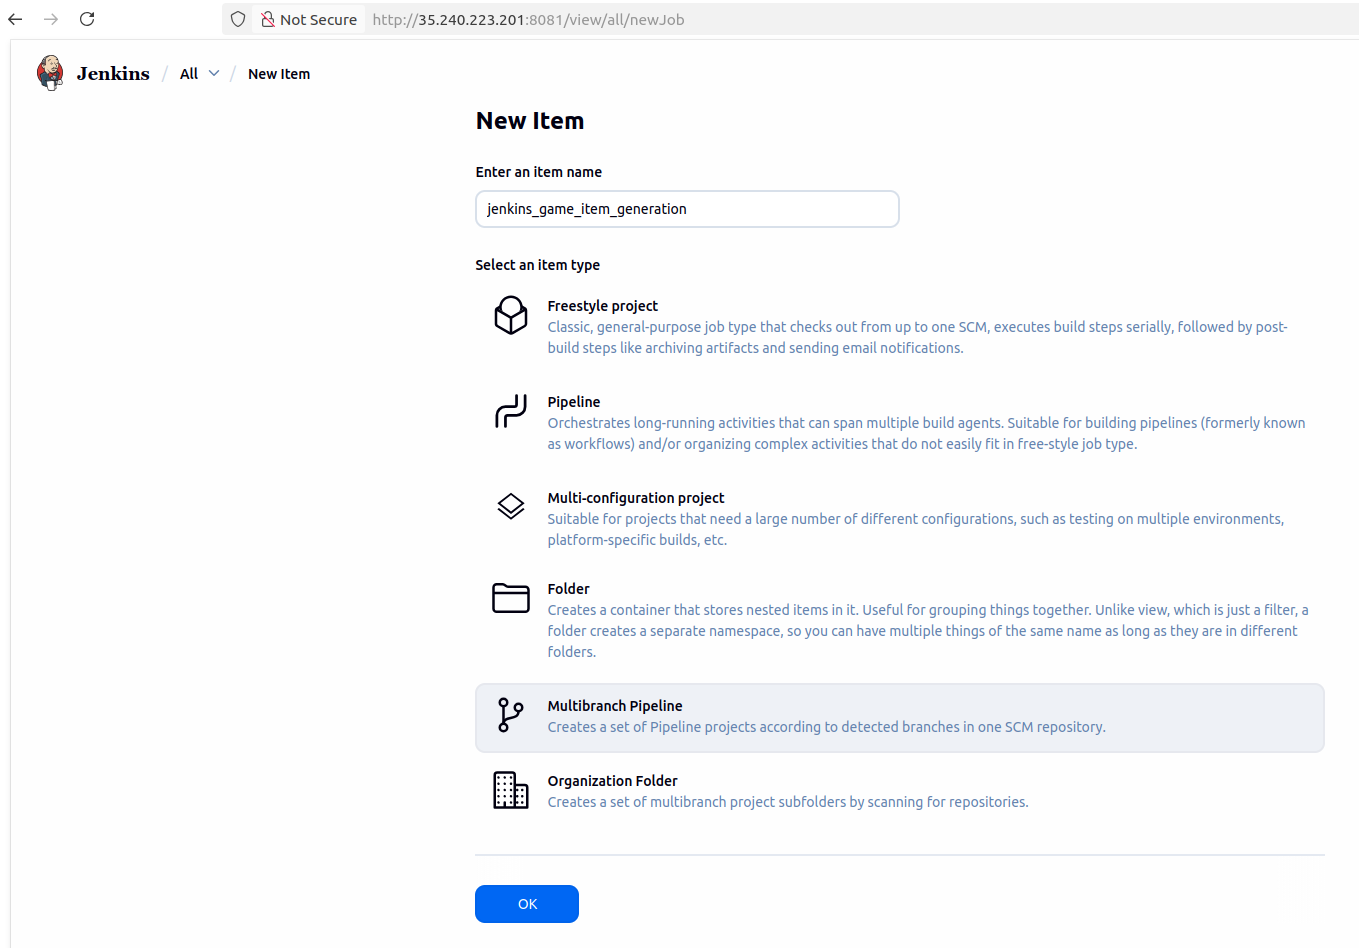 Not Secure http://35.240.223.201:8081/view/all/newJob
Jenkins / All / New Item
New Item
Enter an item name
jenkins_game_item_generation
Select an item type
Freestyle project
Classic, general-purpose job type that checks out from up to one SCM, executes build steps serially, followed by post-
build steps like archiving artifacts and sending email notifications.
Pipeline
Orchestrates long-running activities that can span multiple build agents. Suitable for building pipelines (formerly known
as workflows) and/or organizing complex activities that do not easily fit in free-style job type.
Multi-configuration project
Suitable for projects that need a large number of different configurations, such as testing on multiple environments,
platform-specific builds, etc.
Folder
Creates a container that stores nested items in it. Useful for grouping things together. Unlike view, which is just a filter, a
folder creates a separate namespace, so you can have multiple things of the same name as long as they are in different
folders.
Multibranch Pipeline
Creates a set of Pipeline projects according to detected branches in one SCM repository.
Organization Folder
Creates a set of multibranch project subfolders by scanning for repositories.
OK